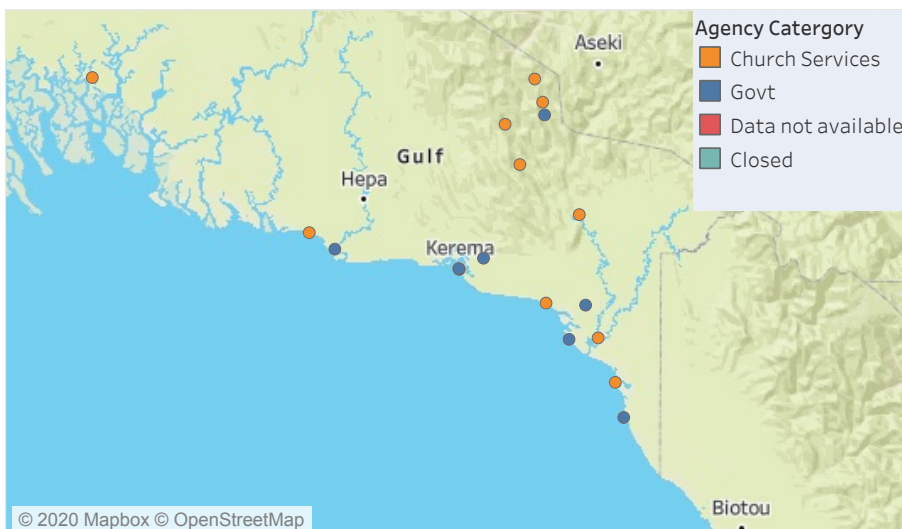 Agency Catergory
Church Services
Govt
Data not available
Closed
Aseki
Gulf
Hepa
Kerema
Biotou
© 2020 Mapbox © OpenStreetMap